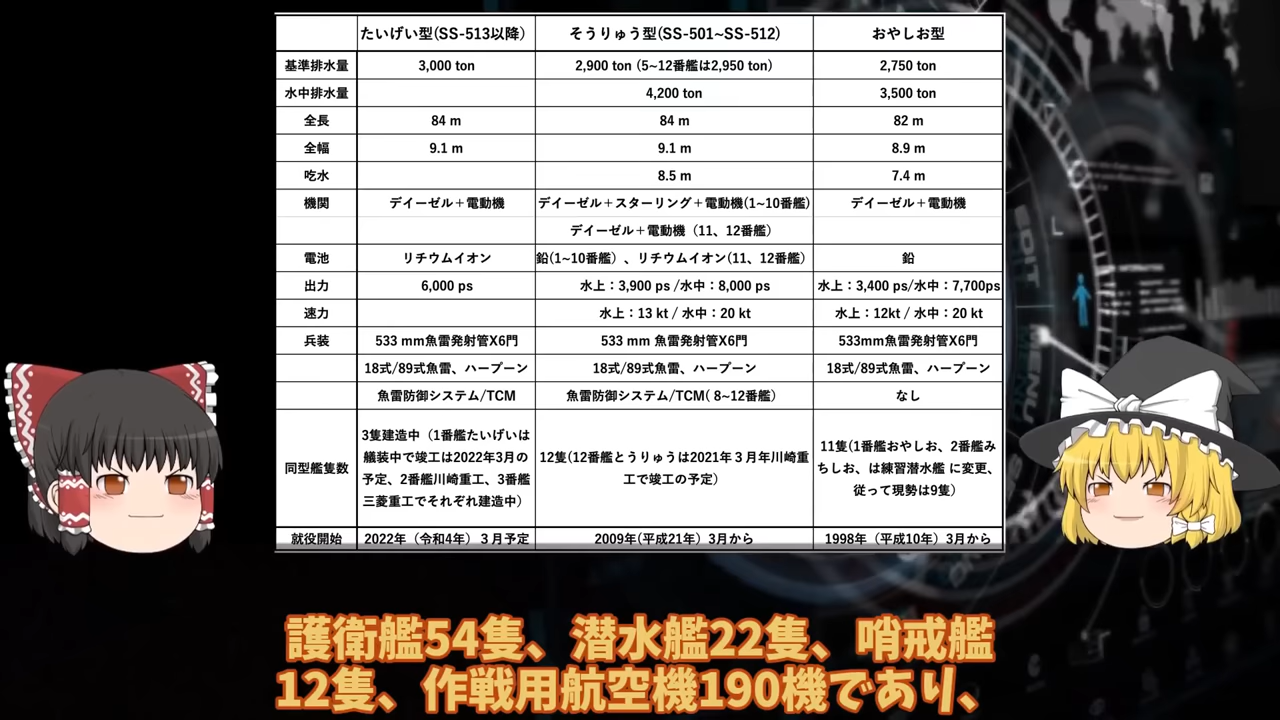 たいげい型(SS-513以降) そうりゅう型(SS-501~SS-512) おやしお型
基準排水量 3,000 ton 2,900 ton (5~12番艦は2,950 ton) 2,750 ton
水中排水量 4,200 ton 3,500 ton
全長 84 m 84 m 82 m
全幅 9.1 m 9.1 m 8.9 m
吃水 8.5 m 7.4 m
機関 デイーゼル＋電動機 デイーゼル＋スターリング＋電動機(1~10番艦) デイーゼル＋電動機
デイーゼル＋電動機（11、12番艦）
電池 リチウムイオン 鉛(1~10番艦）、リチウムイオン(11、12番艦) 鉛
出力 6,000 ps 水上：3,900 ps /水中：8,000 ps 水上：3,400 ps/水中：7,700ps
速力 水上：13 kt / 水中：20 kt 水上：12kt / 水中：20 kt
兵装 533 mm魚雷発射管X6門 533 mm 魚雷発射管X6門 533mm魚雷発射管X6門
18式/89式魚雷、ハープーン 18式/89式魚雷、ハープーン 18式/89式魚雷、ハープーン
魚雷防御システム/TCM 魚雷防御システム/TCM( 8~12番艦） なし
同型艦隻数
3隻建造中（1番艦たいげいは
艤装中で竣工は2022年3月の
予定、2番艦川崎重工、3番艦
三菱重工でそれぞれ建造中）
12隻(12番艦とうりゅうは2021年３月年川崎重
工で竣工の予定）
11隻(1番艦おやしお、2番艦み
ちしお、は練習潜水艦 に変更、
従って現勢は9隻）
就役開始 2022年（令和4年）３月予定 2009年(平成21年）3月から 1998年（平成10年）3月から
EDIT
MENU
護衛艦54隻、潜水艦22隻、哨戒艦
12隻、作戦用航空機190機であり、